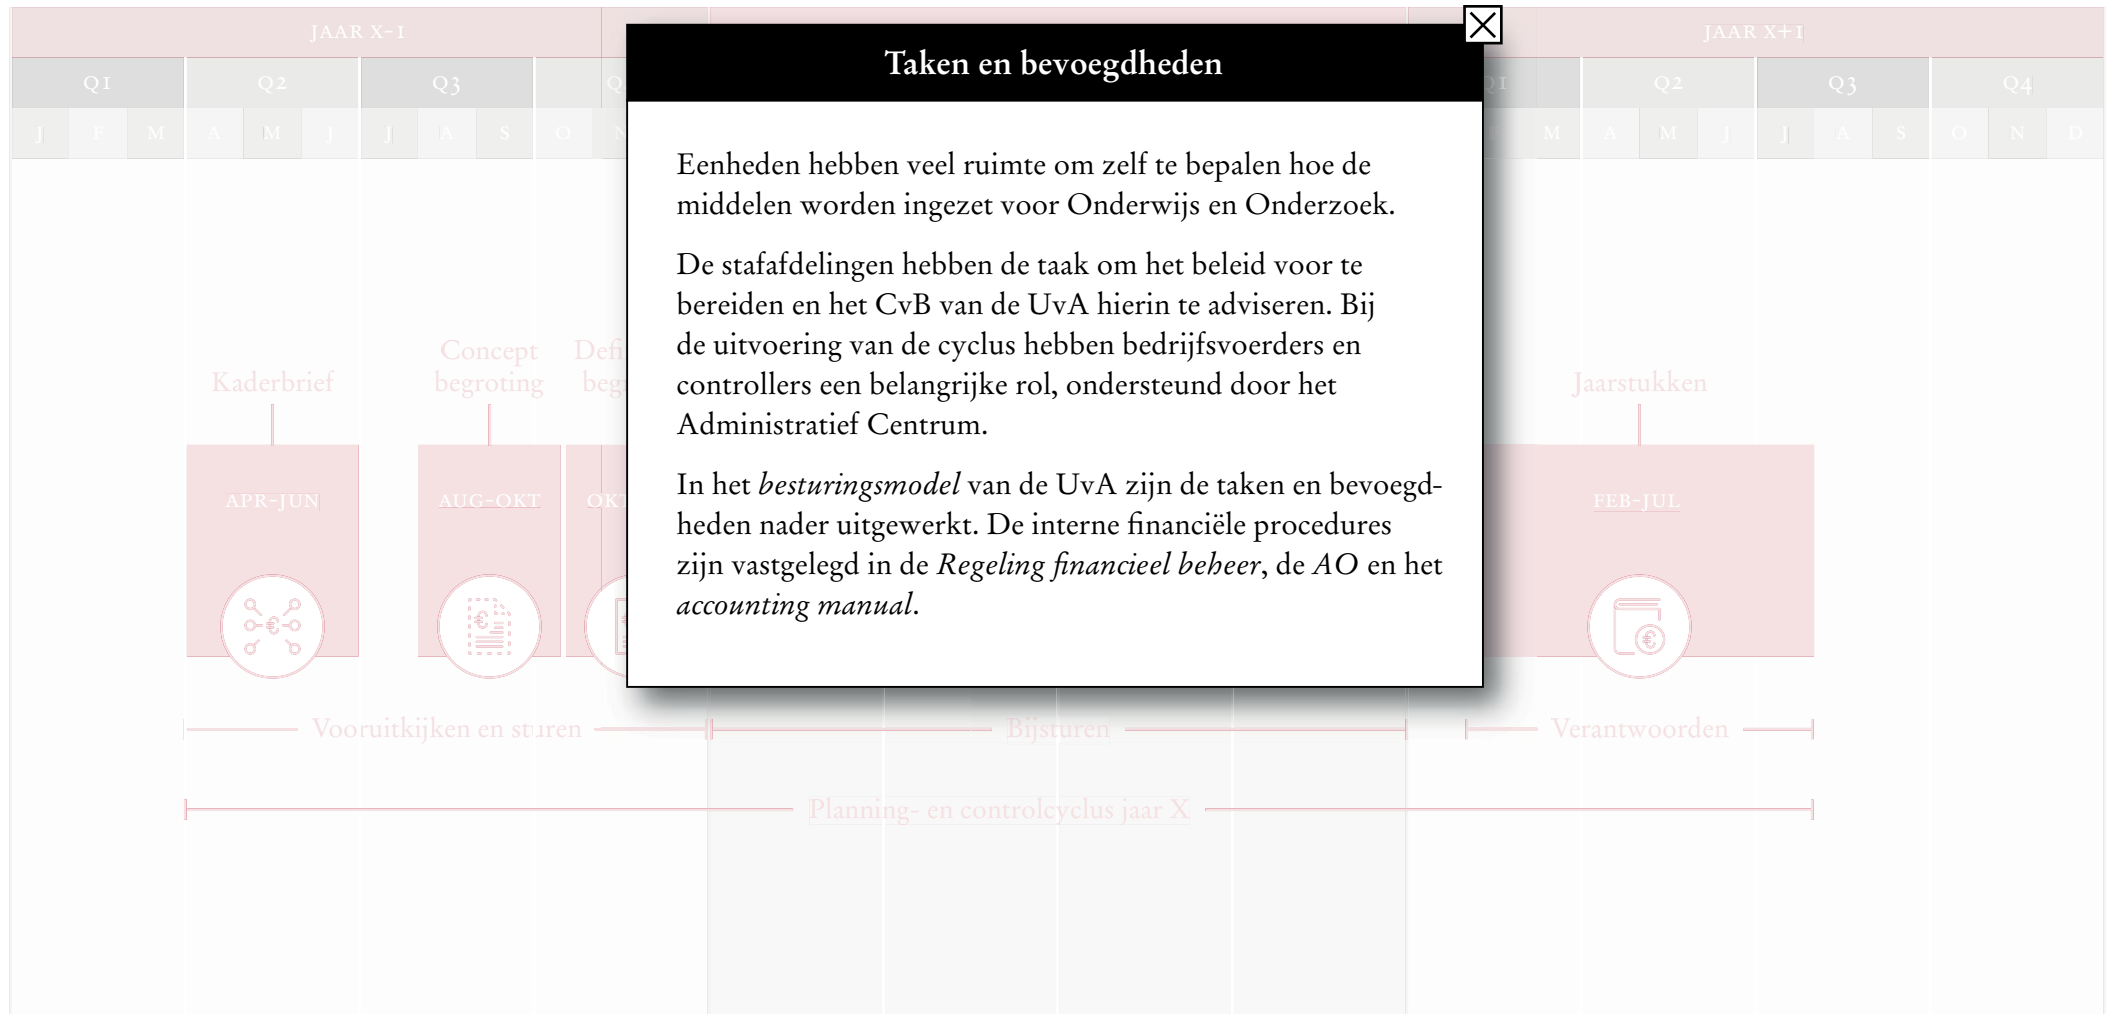 JAAR X-1
JAAR X+1
Q1 Q2 Q3
Q2 Q3 Q4
J F M A M J J A S O
M A M J J A S O N D
Taken en bevoegdheden
Eenheden hebben veel ruimte om zelf te bepalen hoe de
middelen worden ingezet voor Onderwijs en Onderzoek.
De stafafdelingen hebben de taak om het beleid voor te
bereiden en het CvB van de UvA hierin te adviseren. Bij
de uitvoering van de cyclus hebben bedrijfsvoerders en
controllers een belangrijke rol, ondersteund door het
Administratief Centrum.
In het besturingsmodel van de UvA zijn de taken en bevoegd-
heden nader uitgewerkt. De interne financiële procedures
zijn vastgelegd in de Regeling financieel beheer, de AO en het
accounting manual.
Kaderbrief
APR-JUN
Concept
begroting
AUG-OKT
Jaarstukken
FEB-JUL
Vooruitkijken en sturen
Bijsturen
Verantwoorden
Planning- en controlcyclus jaar X